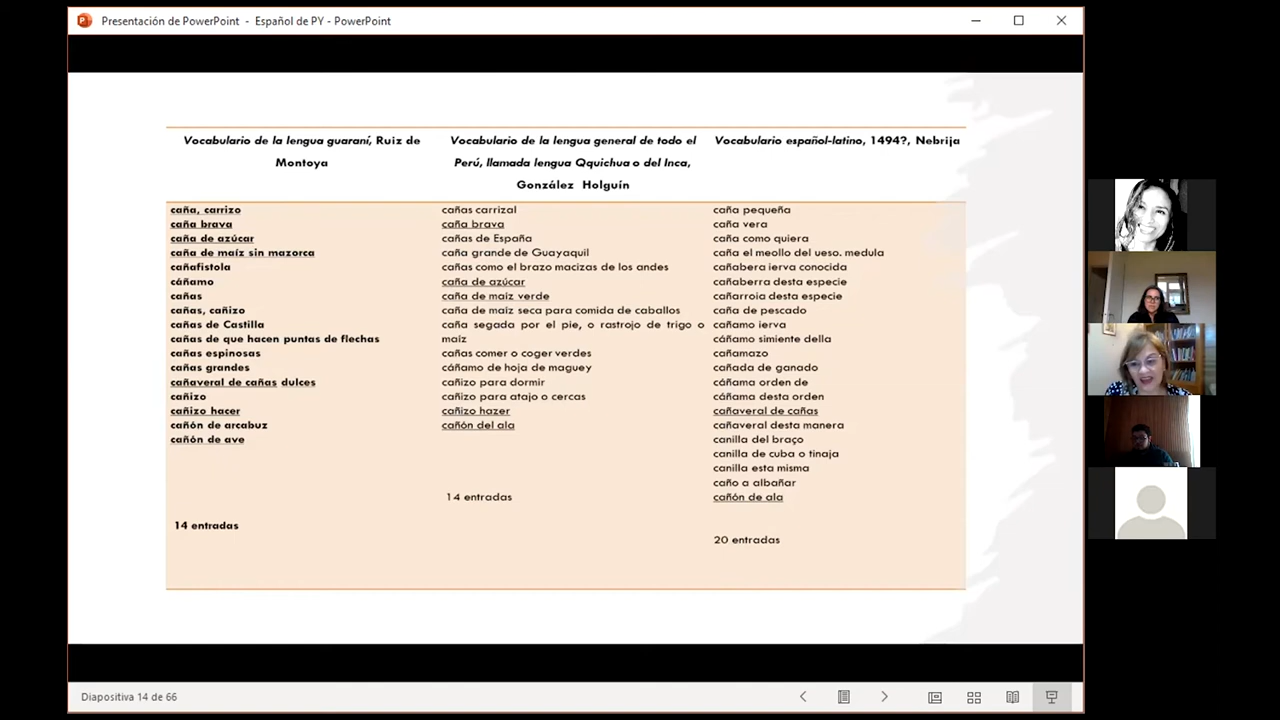 Presentación de PowerPoint - Español de PY - PowerPoint
Vocabulario de la lengua guaraní, Ruiz de
Montoya
Vocabulario de la lengua general de todo el
Perú, llamada lengua Qquichua o del Inca,
González Holguín
Vocabulario español-latino, 1494?, Nebrija
caña, carrizo
caña brava
caña de azúcar
caña de maíz sin mazorca
cañafistola
cáñamo
cañas
cañas, cañizo
cañas de Castilla
cañas de que hacen puntas de flechas
cañas espinosas
cañas grandes
cañaveral de cañas dulces
cañizo
cañizo hacer
cañón de arcabuz
cañón de ave
14 entradas
cañas carrizal
caña brava
cañas de España
caña grande de Guayaquil
cañas como el brazo macizas de los andes
caña de azúcar
caña de maíz verde
caña de maíz seca para comida de caballos
caña segada por el pie, o rastrojo de trigo o
maíz
cañas comer o coger verdes
cáñamo de hoja de maguey
cañizo para dormir
cañizo para atajo o cercas
cañizo hazer
cañón del ala
14 entradas
caña pequeña
caña vera
caña como quiera
caña el meollo del ueso. medula
cañabera ierva conocida
cañaberra desta especie
cañarroia desta especie
caña de pescado
cañamo ierva
cáñamo simiente della
cañamazo
cañada de ganado
cáñama orden de
cáñama desta orden
cañaveral de cañas
cañaveral desta manera
canilla del braço
canilla de cuba o tinaja
canilla esta misma
caño a albañar
cañón de ala
20 entradas
Diapositiva 14 de 66